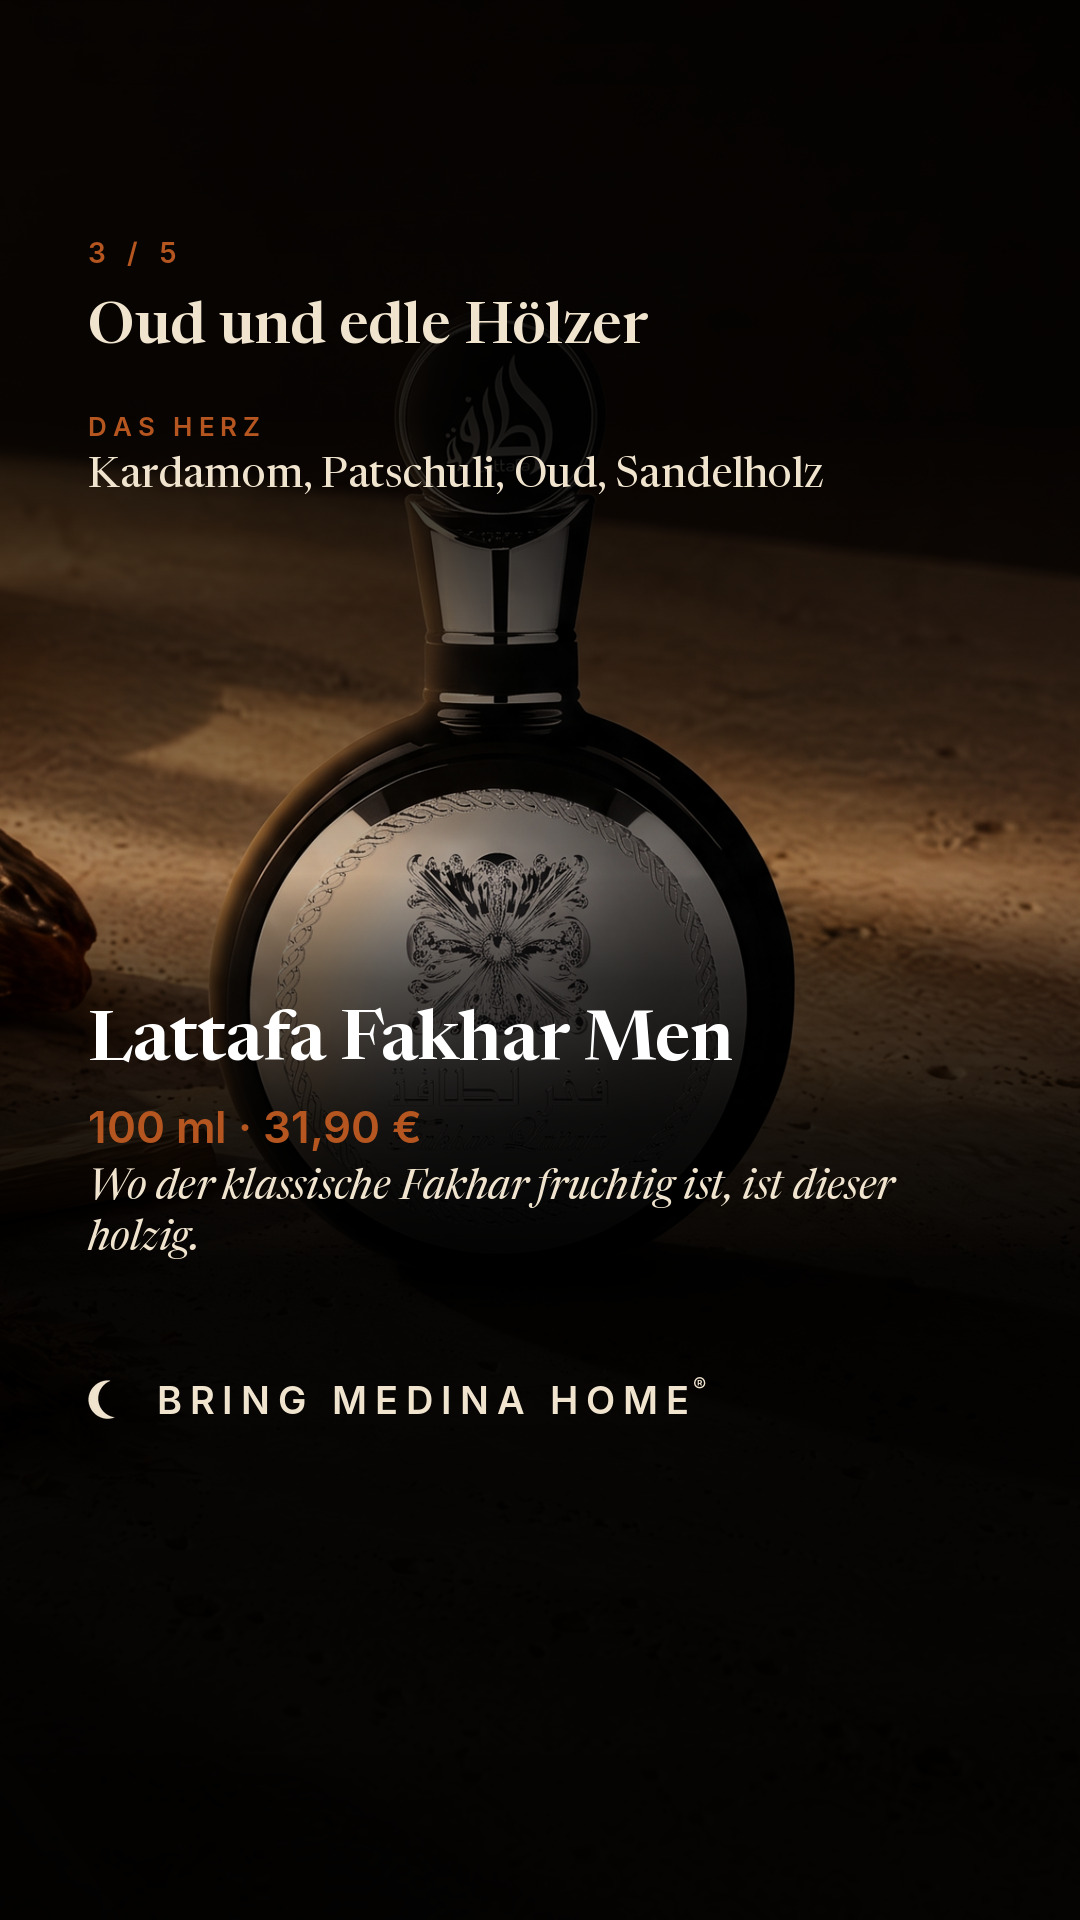 3 / 5
Oud und edle Hölzer
DAS HERZ
Kardamom, Patschuli, Oud, Sandelholz
Lattafa Fakhar Men
100 ml · 31,90 €
Wo der klassische Fakhar fruchtig ist, ist dieser
holzig.
BRING MEDINA HOME®